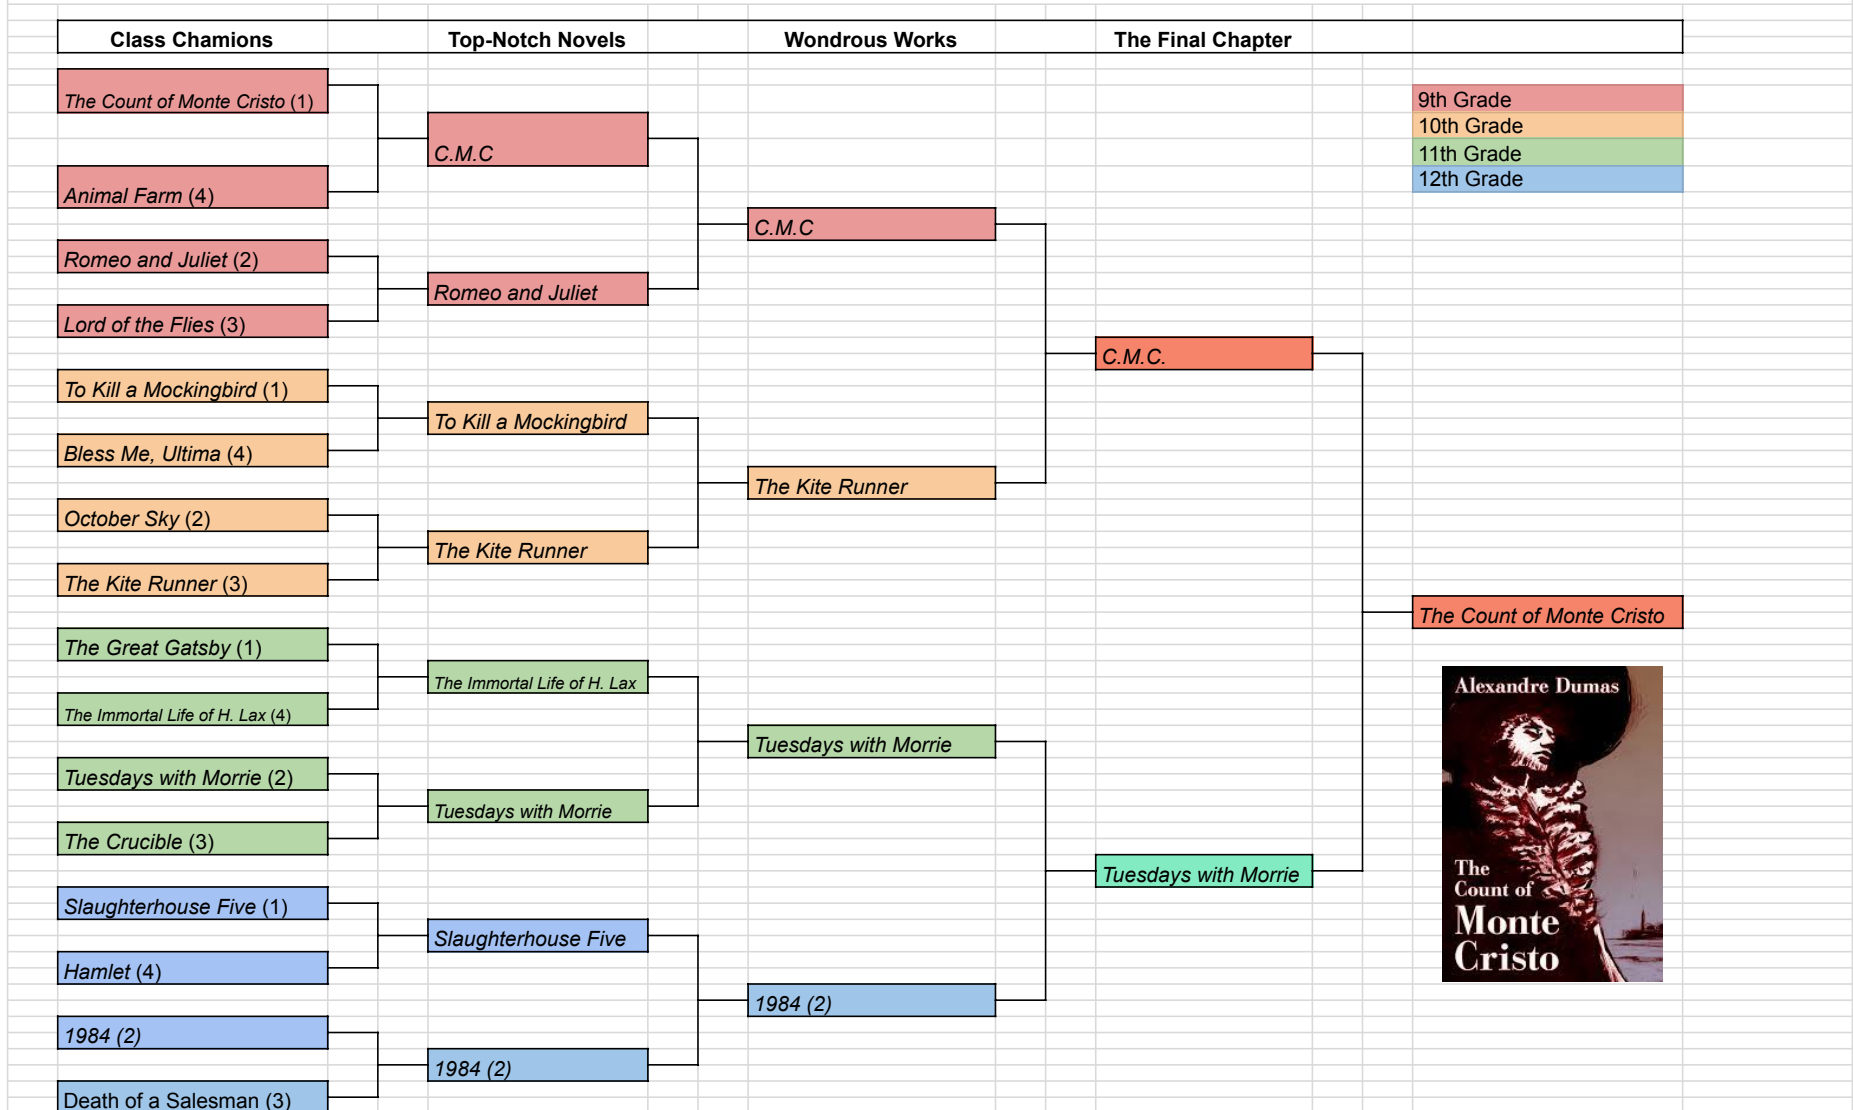 Class Chamions Top-Notch Novels Wondrous Works The Final Chapter
The Count of Monte Cristo (1)
Animal Farm (4)
Romeo and Juliet (2)
Lord of the Flies (3)
To Kill a Mockingbird (1)
Bless Me, Ultima (4)
October Sky (2)
The Kite Runner (3)
The Great Gatsby (1)
The Immortal Life of H. Lax (4)
Tuesdays with Morrie (2)
The Crucible (3)
Slaughterhouse Five (1)
Hamlet (4)
1984 (2)
Death of a Salesman (3)
C.M.C
Romeo and Juliet
To Kill a Mockingbird
The Kite Runner
The Immortal Life of H. Lax
Tuesdays with Morrie
Slaughterhouse Five
1984 (2)
C.M.C
The Kite Runner
Tuesdays with Morrie
1984 (2)
C.M.C.
Tuesdays with Morrie
9th Grade
10th Grade
11th Grade
12th Grade
The Count of Monte Cristo
Alexandre Dumas
The
Count of
Monte
Cristo